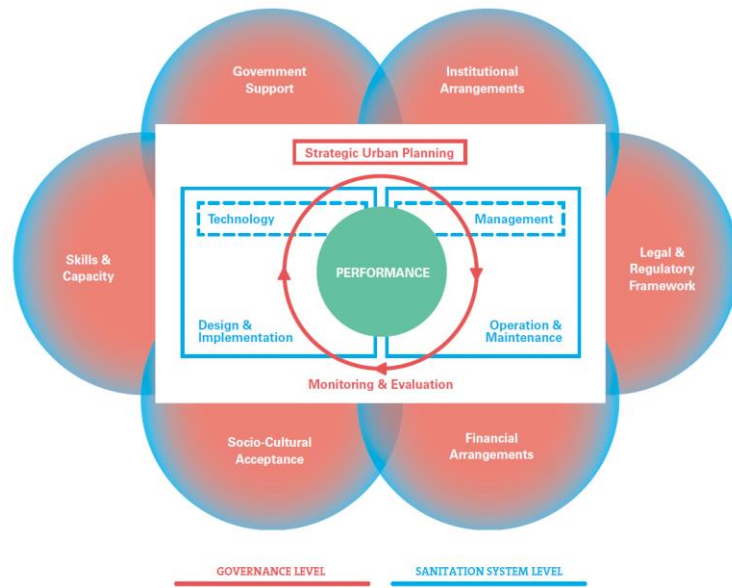 Government
Support
Institutional
Arrangements
Strategic Urban Planning
Technology
Management
Skills &
Capacity
PERFORMANCE
Legal &
Regulatory
Framework
Design &
Implementation
Operation &
Maintenance
Monitoring & Evaluation
Socio-Cultural
Acceptance
Financial
Arrangements
GOVERNANCE LEVEL
SANITATION SYSTEM LEVEL